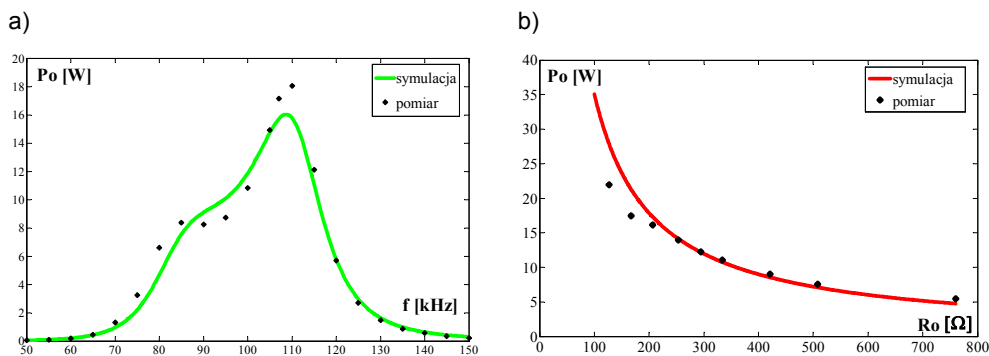 a)
Po [W]
20
18
16
14
12
10
8
6
4
2
0
symulacja
pomiar
f [kHz]
50 60 70 80 90 100 110 120 130 140 150
b)
Po [W]
40
35
30
25
20
15
10
5
0
symulacja
pomiar
Ro [Ω]
0 100 200 300 400 500 600 700 800